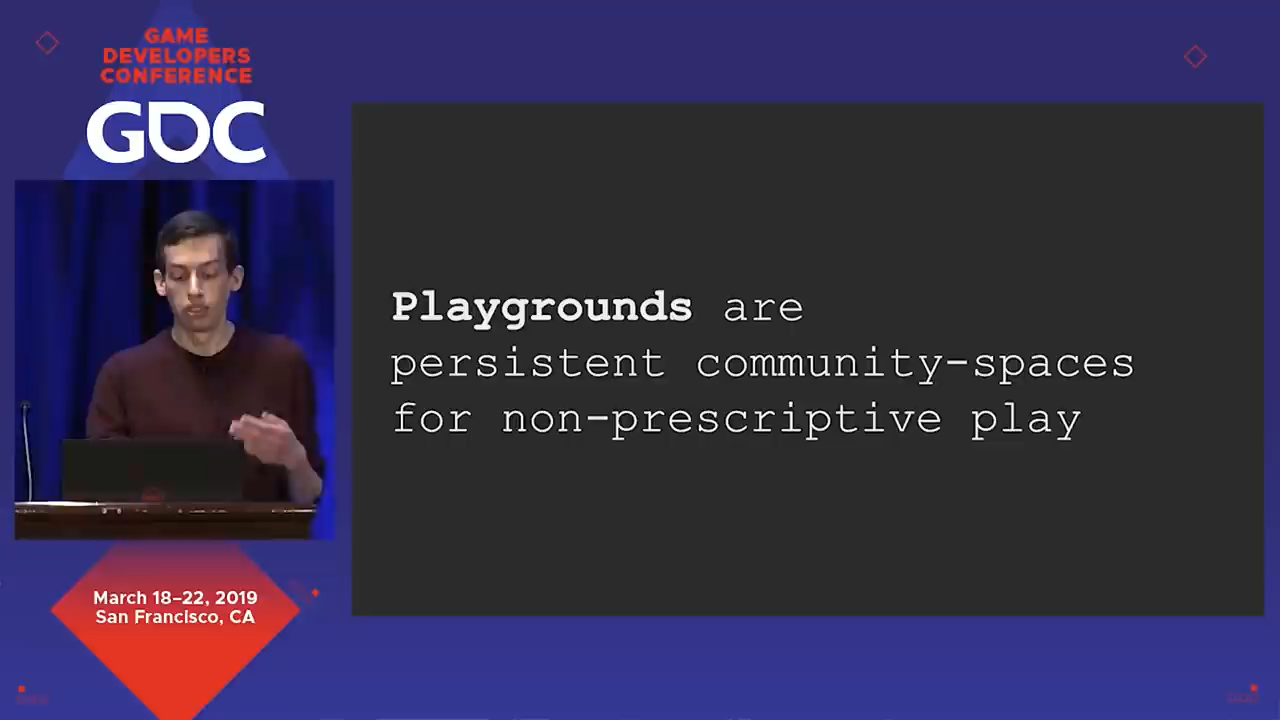 GAME
DEVELOPERS
CONFERENCE
GDC
Playgrounds are
persistent community-spaces
for non-prescriptive play
March 18–22, 2019
San Francisco, CA